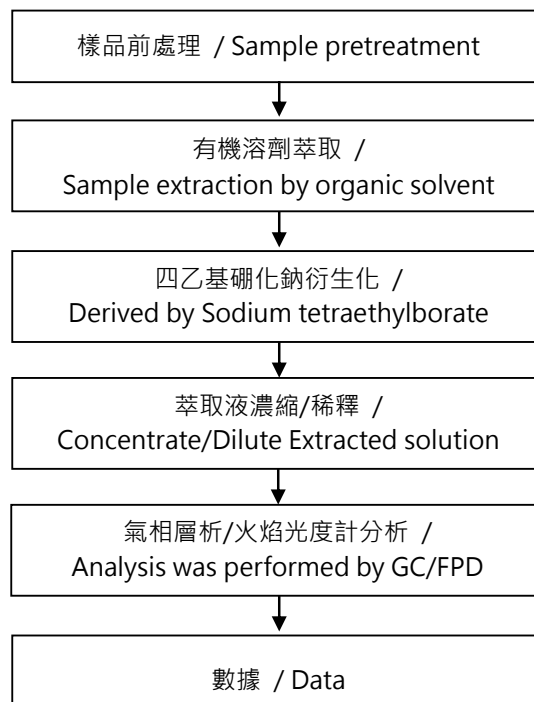 樣品前處理 / Sample pretreatment
有機溶劑萃取 /
Sample extraction by organic solvent
四乙基硼化鈉衍生化 /
Derived by Sodium tetraethylborate
萃取液濃縮/稀釋 /
Concentrate/Dilute Extracted solution
氣相層析/火焰光度計分析 /
Analysis was performed by GC/FPD
數據 / Data